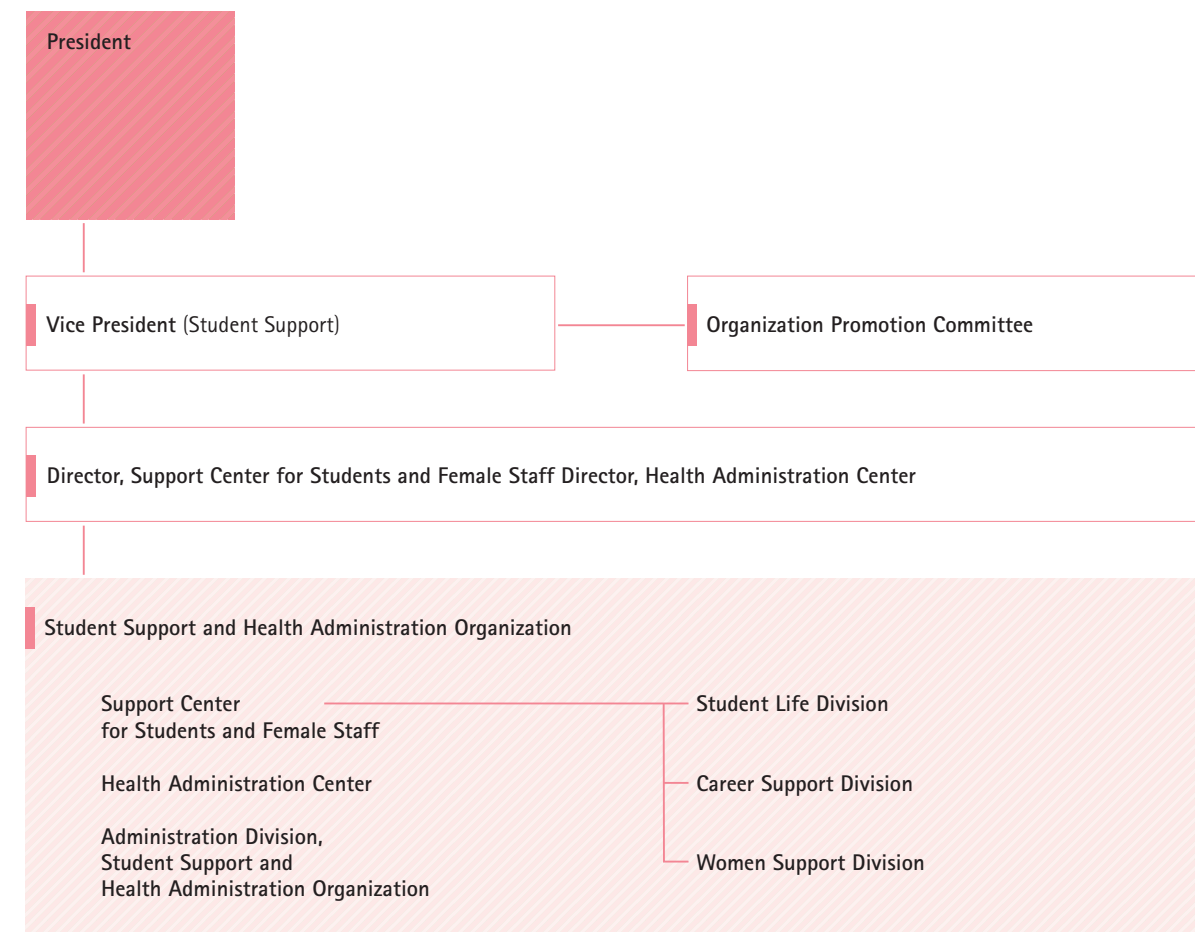 President
Vice President (Student Support)
Organization Promotion Committee
Director, Support Center for Students and Female Staff Director, Health Administration Center
Student Support and Health Administration Organization
Support Center
for Students and Female Staff
Student Life Division
Health Administration Center
Career Support Division
Administration Division,
Student Support and
Health Administration Organization
Women Support Division